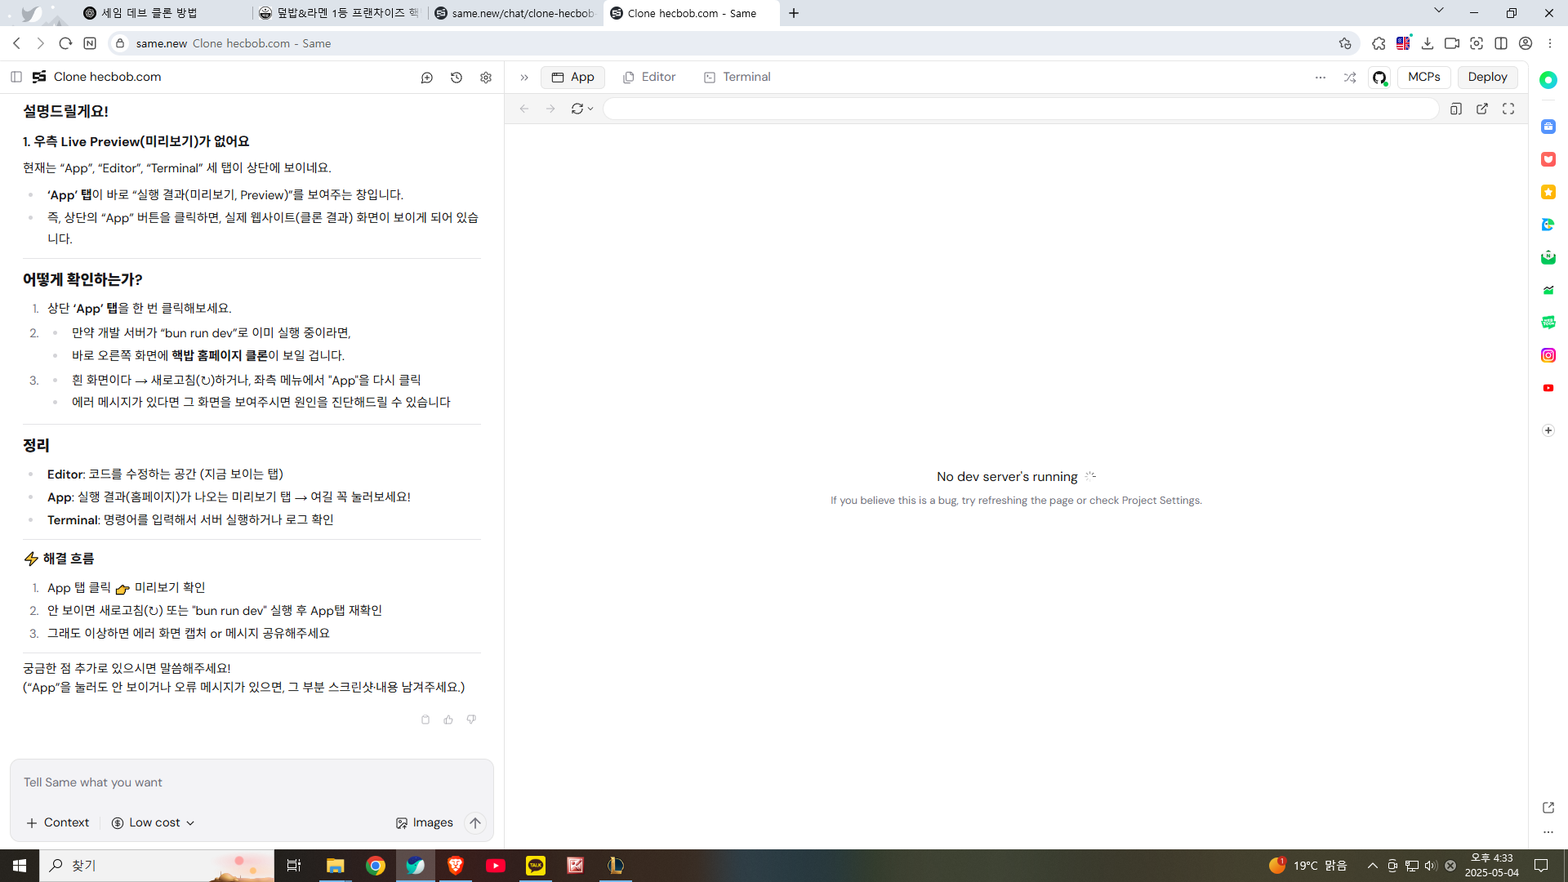 세임 데브 클론 방법
덮밥&라멘 1등 프랜차이즈 핵
same.new/chat/clone-hecbob
Clone hecbob.com - Same
same.new Clone hecbob.com - Same
Clone hecbob.com
App
Editor
Terminal
MCPs
Deploy
설명드릴게요!
1. 우측 Live Preview(미리보기)가 없어요
현재는 “App”, “Editor”, “Terminal” 세 탭이 상단에 보이네요.
‘App’ 탭이 바로 “실행 결과(미리보기, Preview)”를 보여주는 창입니다.
즉, 상단의 “App” 버튼을 클릭하면, 실제 웹사이트(클론 결과) 화면이 보이게 되어 있습
니다.
어떻게 확인하는가?
1. 상단 ‘App’ 탭을 한 번 클릭해보세요.
2. 만약 개발 서버가 “bun run dev”로 이미 실행 중이라면,
바로 오른쪽 화면에 핵밥 홈페이지 클론이 보일 겁니다.
3. 흰 화면이다 → 새로고침(↻)하거나, 좌측 메뉴에서 "App"을 다시 클릭
에러 메시지가 있다면 그 화면을 보여주시면 원인을 진단해드릴 수 있습니다
정리
Editor: 코드를 수정하는 공간 (지금 보이는 탭)
App: 실행 결과(홈페이지)가 나오는 미리보기 탭 → 여길 꼭 눌러보세요!
Terminal: 명령어를 입력해서 서버 실행하거나 로그 확인
⚡ 해결 흐름
1. App 탭 클릭 👉 미리보기 확인
2. 안 보이면 새로고침(↻) 또는 "bun run dev" 실행 후 App탭 재확인
3. 그래도 이상하면 에러 화면 캡처 or 메시지 공유해주세요
궁금한 점 추가로 있으시면 말씀해주세요!
(“App”을 눌러도 안 보이거나 오류 메시지가 있으면, 그 부분 스크린샷·내용 남겨주세요.)
Tell Same what you want
Context
Low cost
Images
No dev server's running
If you believe this is a bug, try refreshing the page or check Project Settings.
찾기
TALK
1
19°C 맑음
오후 4:33
2025-05-04